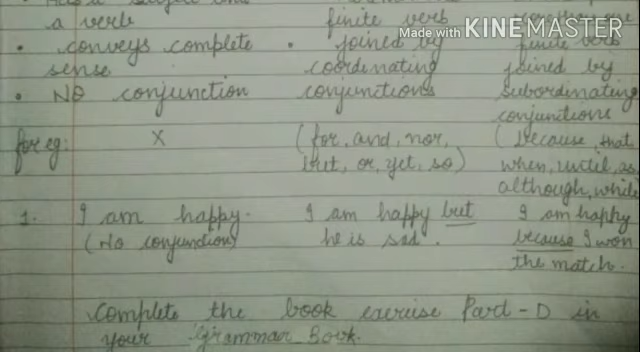 a verb finite verb
Made with KINEMASTER
• conveys complete • joined by finite verb
sense coordinating joined by
• No conjunction conjunctions subordinating
conjunctions
for eg: X (for, and, nor, (because, that
but, or, yet, so) when, until, as,
although, while
1. I am happy. I am happy but I am happy
(No conjunction) he is sad. because I won
the match.
Complete the book exercise Part-D in
your Grammar Book.